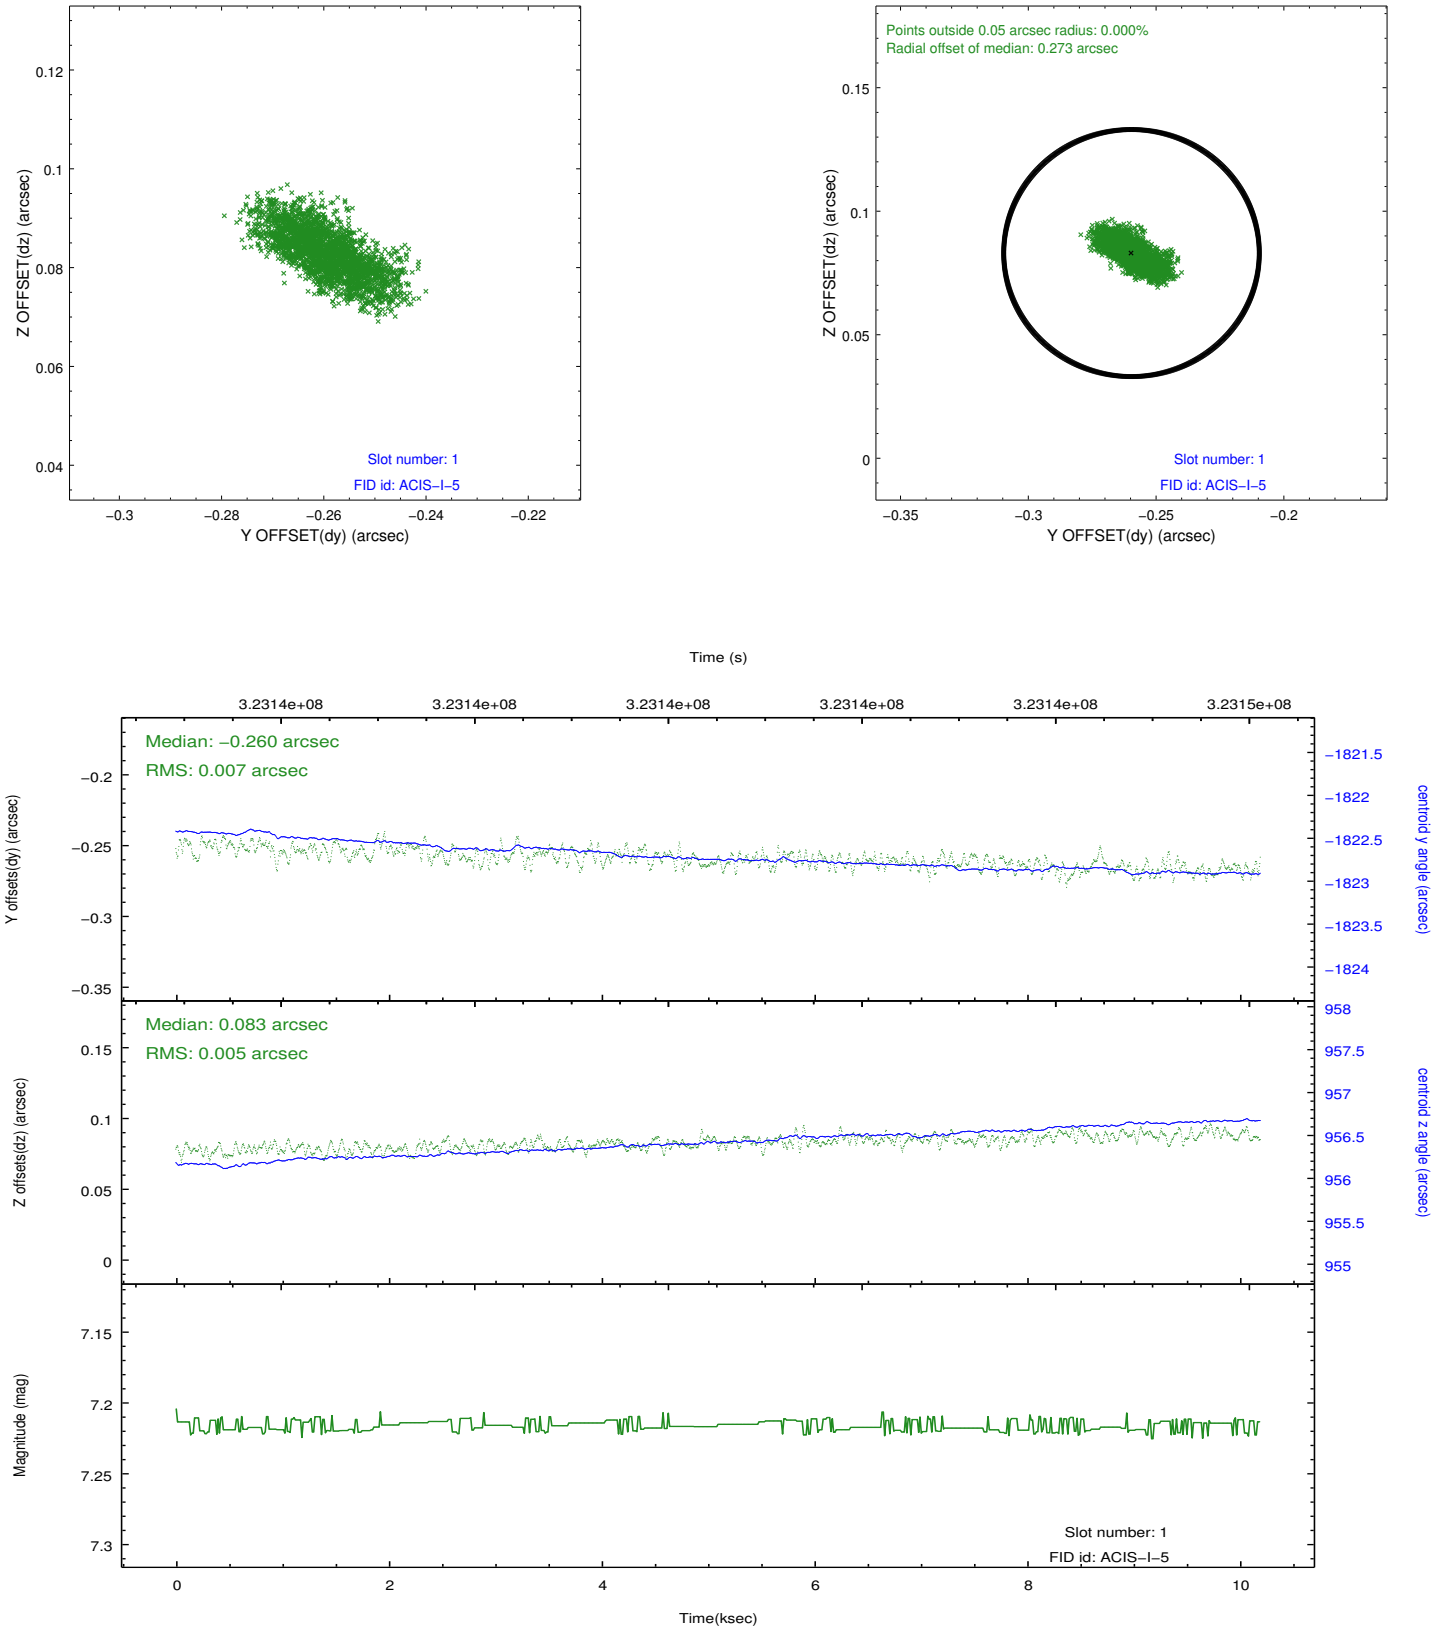 0.12
0.1
0.08
0.06
0.04
Z OFFSET(dz) (arcsec)
Slot number: 1
FID id: ACIS−I−5
−0.3 −0.28 −0.26 −0.24 −0.22
Y OFFSET(dy) (arcsec)
Points outside 0.05 arcsec radius: 0.000%
Radial offset of median: 0.273 arcsec
0.15
0.1
0.05
0
Z OFFSET(dz) (arcsec)
Slot number: 1
FID id: ACIS−I−5
−0.35 −0.3 −0.25 −0.2
Y OFFSET(dy) (arcsec)
Time (s)
3.2314e+08 3.2314e+08 3.2314e+08 3.2314e+08 3.2314e+08 3.2315e+08
Median: −0.260 arcsec
RMS: 0.007 arcsec
−0.2
−0.25
−0.3
−0.35
Y offsets(dy) (arcsec)
−1821.5
−1822
−1822.5
−1823
−1823.5
−1824
centroid y angle (arcsec)
Median: 0.083 arcsec
RMS: 0.005 arcsec
0.15
0.1
0.05
0
Z offsets(dz) (arcsec)
958
957.5
957
956.5
956
955.5
955
centroid z angle (arcsec)
7.15
7.2
7.25
7.3
Magnitude (mag)
Slot number: 1
FID id: ACIS−I−5
0 2 4 6 8 10
Time(ksec)